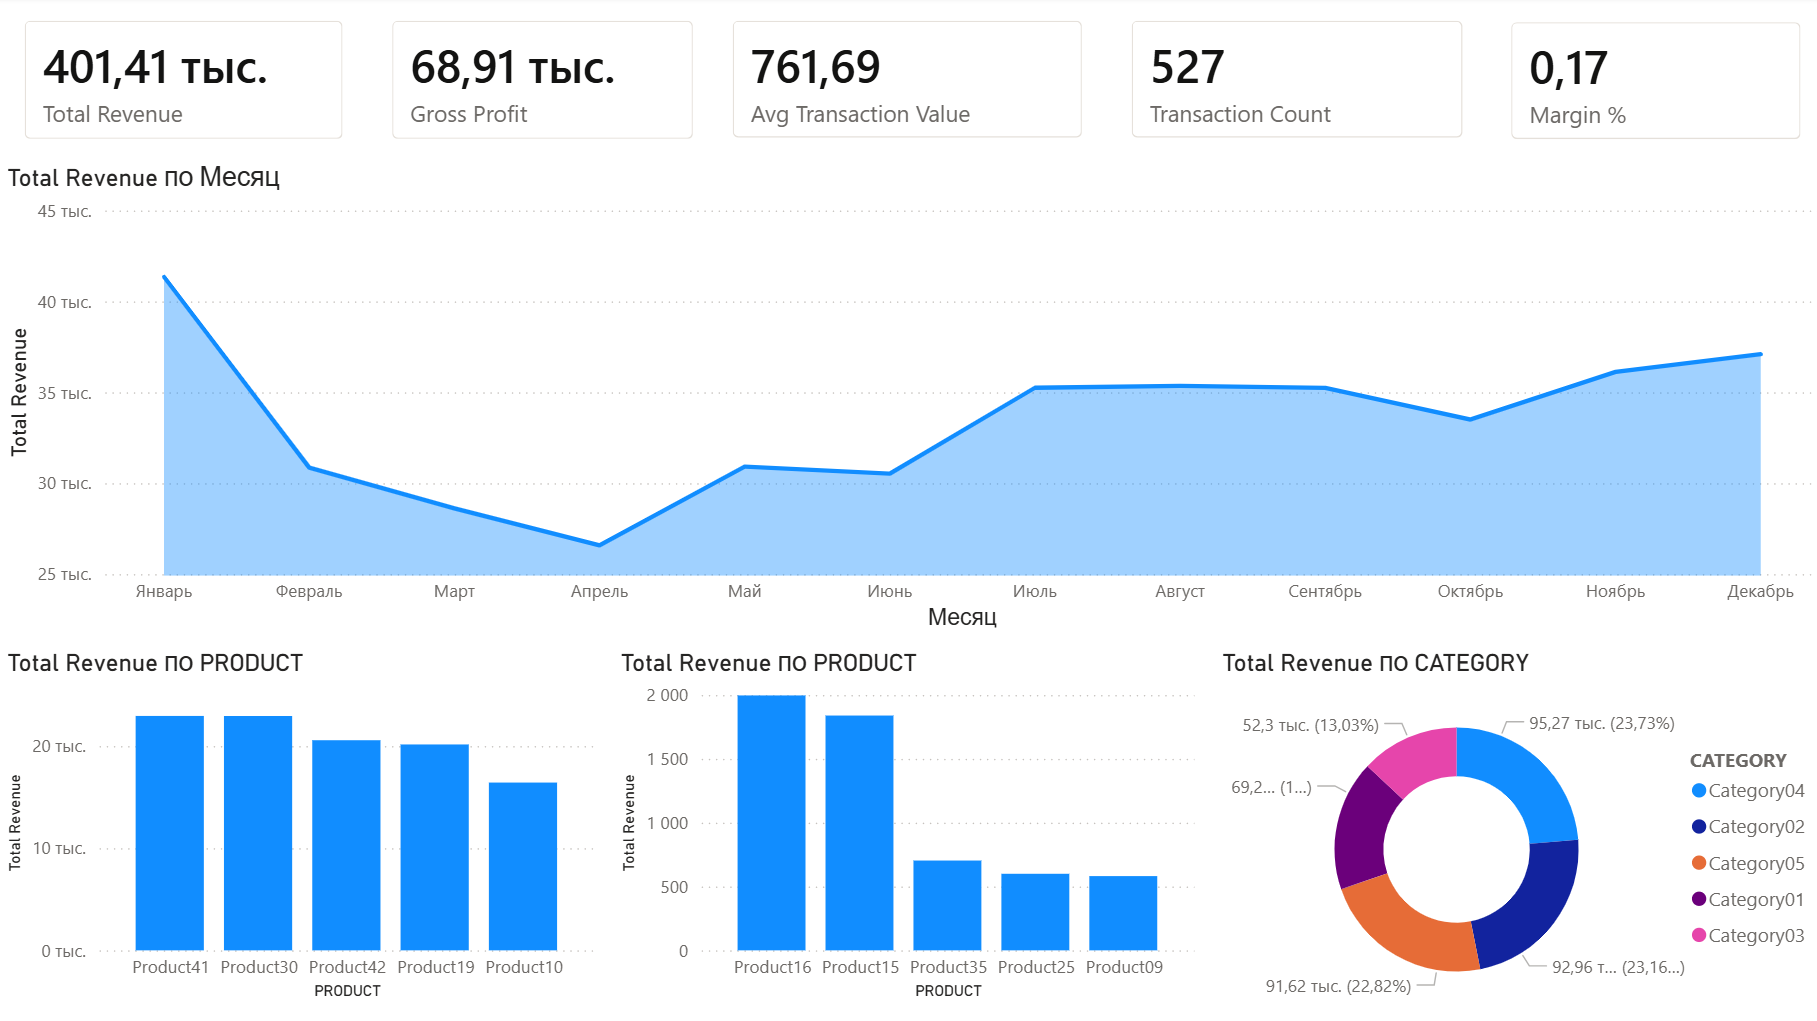 401,41 тыс.
Total Revenue
68,91 тыс.
Gross Profit
761,69
Avg Transaction Value
527
Transaction Count
0,17
Margin %
Total Revenue по Месяц
45 тыс.
40 тыс.
35 тыс.
30 тыс.
25 тыс.
Total Revenue
Январь
Февраль
Март
Апрель
Май
Июнь
Июль
Август
Сентябрь
Октябрь
Ноябрь
Декабрь
Месяц
Total Revenue по PRODUCT
20 тыс.
10 тыс.
0 тыс.
Total Revenue
Product41
Product30
Product42
Product19
Product10
PRODUCT
Total Revenue по PRODUCT
2 000
1 500
1 000
500
0
Total Revenue
Product16
Product15
Product35
Product25
Product09
PRODUCT
Total Revenue по CATEGORY
52,3 тыс. (13,03%)
95,27 тыс. (23,73%)
69,2... (1...)
91,62 тыс. (22,82%)
92,96 т... (23,16...)
CATEGORY
Category04
Category02
Category05
Category01
Category03